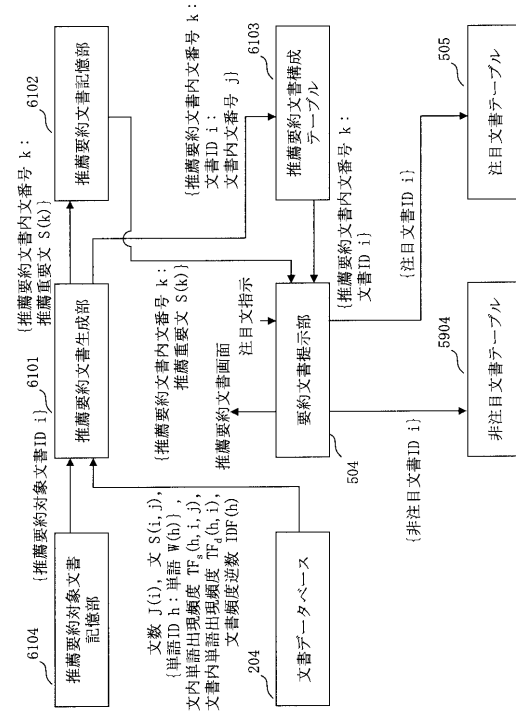 6104
推薦要約対象文書
記憶部
{推薦要約対象文書ID i}
6101
推薦要約文書生成部
{推薦要約文書内文番号 k:
推薦重要文 S(k)}
6102
推薦要約文書記憶部
文数 J(i), 文 S(i,j),
{単語ID h:単語 W(h)},
文内単語出現頻度 TFs(h,i,j),
文書内単語出現頻度 TFd(h,i),
文書頻度逆数 IDF(h)
204
文書データベース
{推薦要約文書内文番号 k:
推薦重要文 S(k)}
推薦要約文書画面
注目文指示
504
要約文書提示部
{推薦要約文書内文番号 k:
文書ID i:
文書内文番号 j}
6103
推薦要約文書構成
テーブル
{推薦要約文書内文番号 k:
文書ID i}
{非注目文書ID i}
5904
非注目文書テーブル
{注目文書ID i}
505
注目文書テーブル